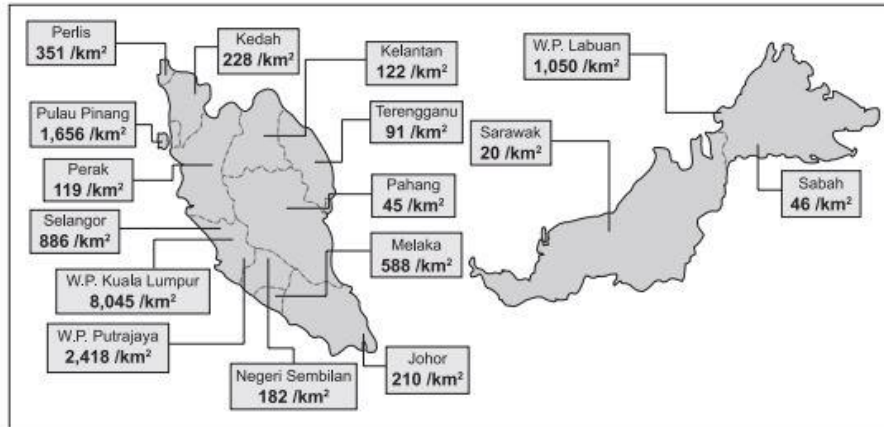 Perlis
351 /km²
Kedah
228 /km²
Kelantan
122 /km²
W.P. Labuan
1,050 /km²
Pulau Pinang
1,656 /km²
Terengganu
91 /km²
Sarawak
20 /km²
Perak
119 /km²
Pahang
45 /km²
Sabah
46 /km²
Selangor
886 /km²
Melaka
588 /km²
W.P. Kuala Lumpur
8,045 /km²
W.P. Putrajaya
2,418 /km²
Negeri Sembilan
182 /km²
Johor
210 /km²